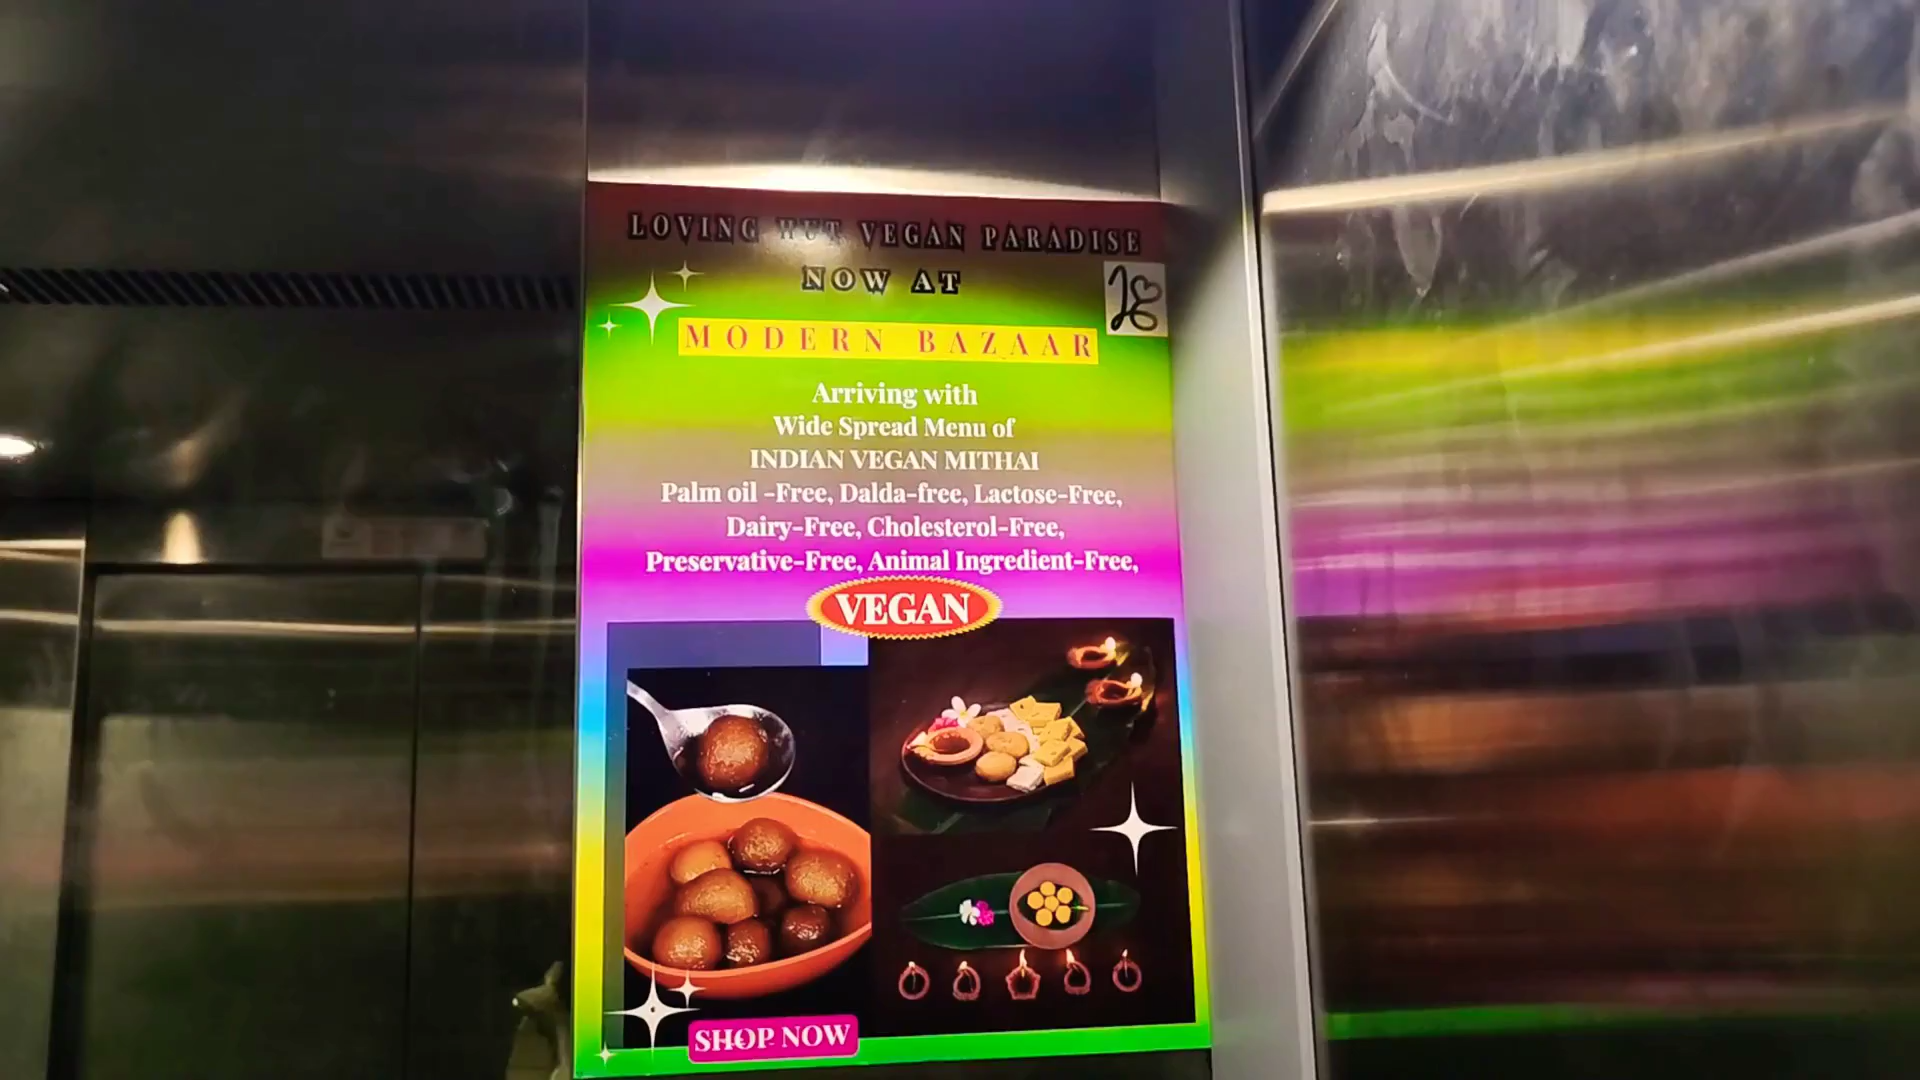 LOVING HUT VEGAN PARADISE
NOW AT
MODERN BAZAAR
Arriving with
Wide Spread Menu of
INDIAN VEGAN MITHAI
Palm oil -Free, Dalda-free, Lactose-Free,
Dairy-Free, Cholesterol-Free,
Preservative-Free, Animal Ingredient-Free,
VEGAN
SHOP NOW